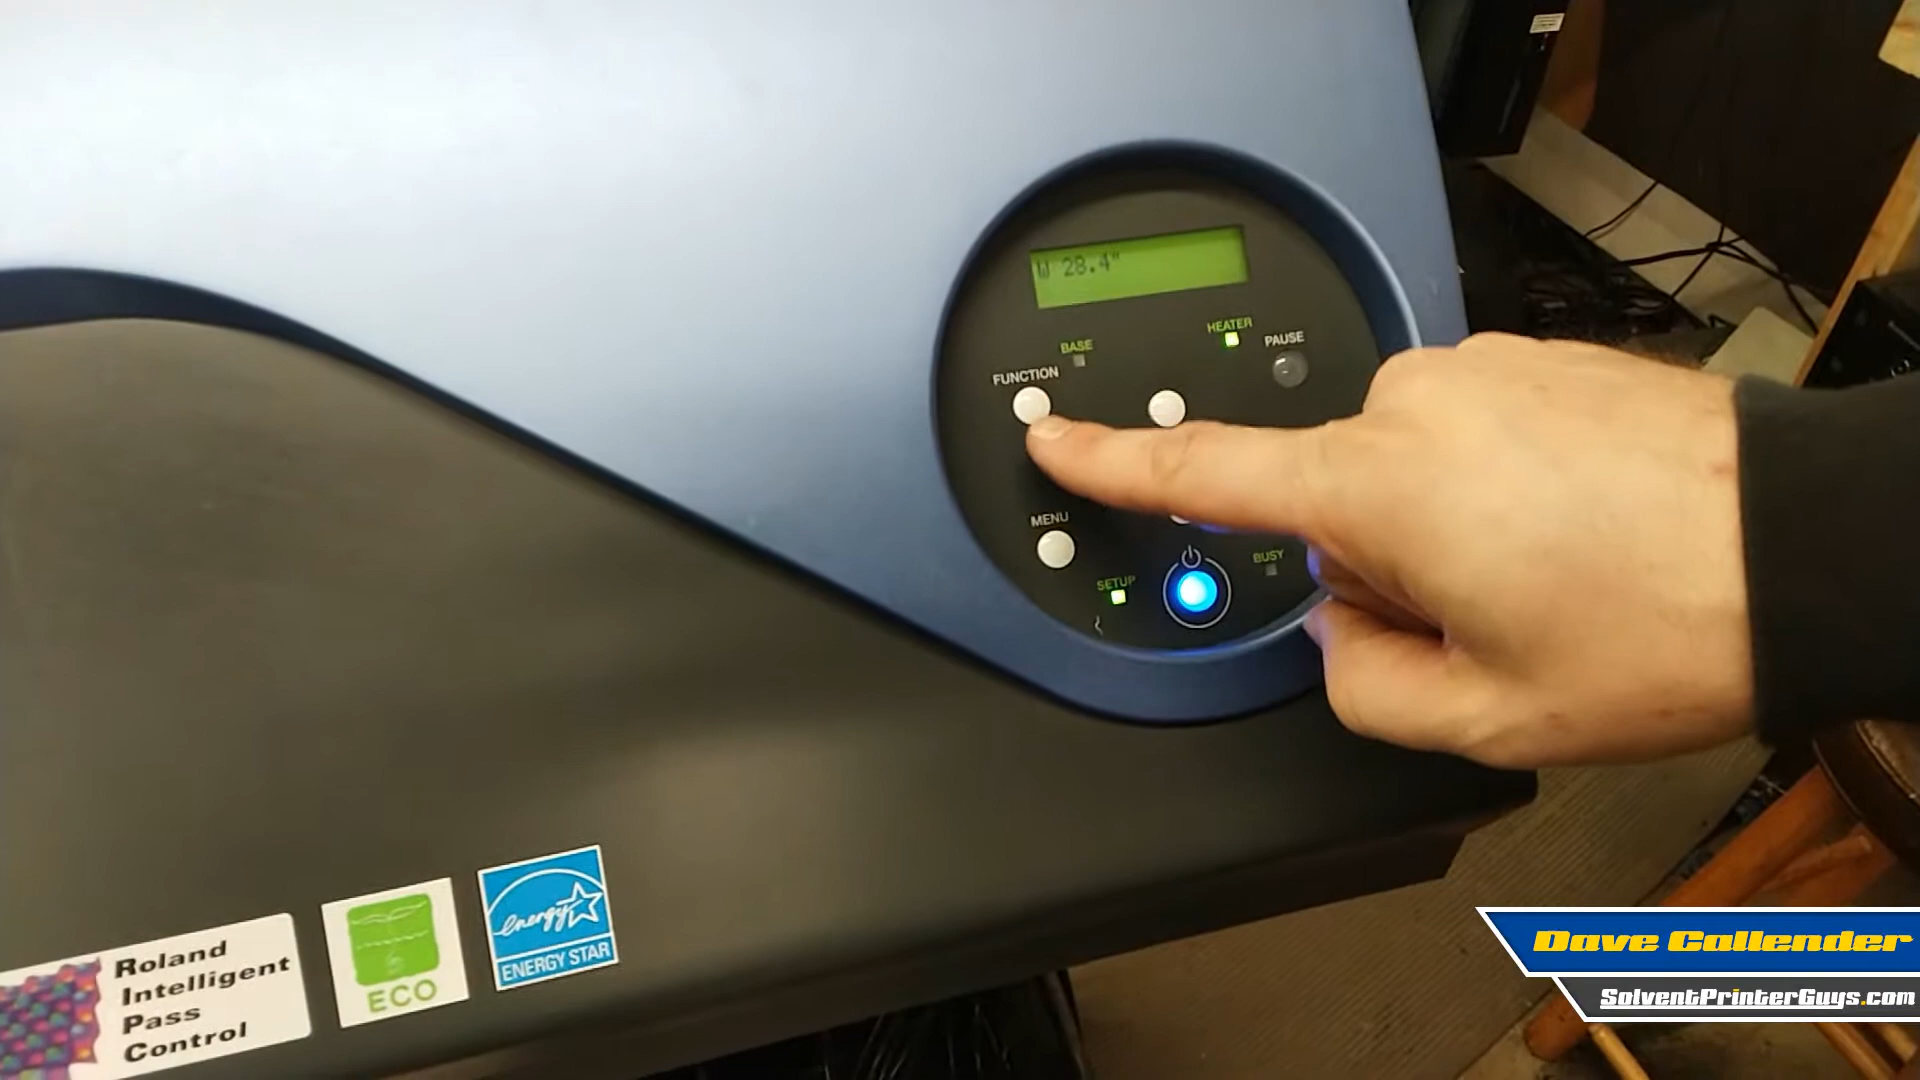 W 28.4"
HEATER
BASE
PAUSE
FUNCTION
MENU
BUSY
SETUP
Roland
Intelligent
Pass
Control
ECO
energy
ENERGY STAR
Dave Callender
SolventPrinterGuys.com